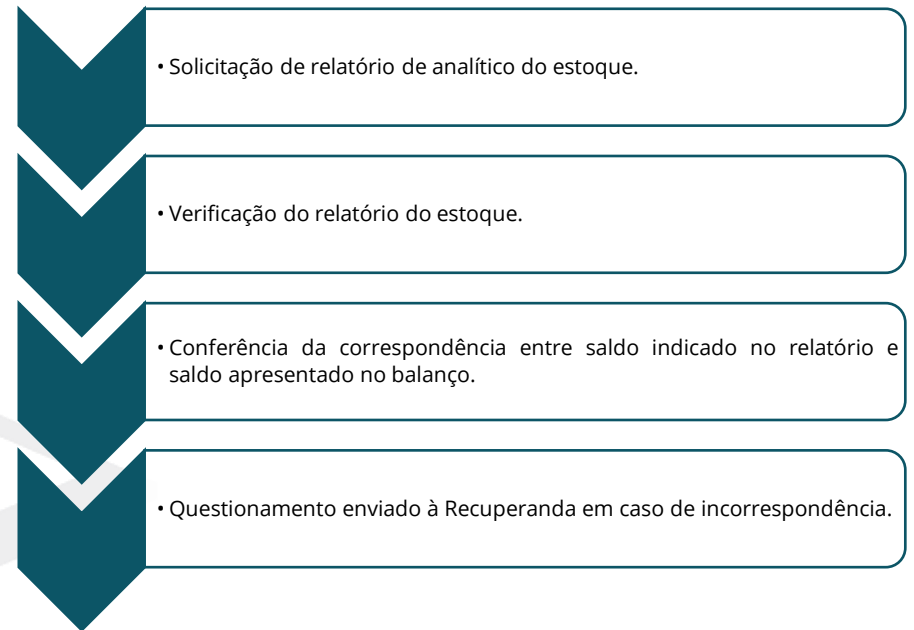 • Solicitação de relatório de analítico do estoque.
• Verificação do relatório do estoque.
• Conferência da correspondência entre saldo indicado no relatório e
saldo apresentado no balanço.
• Questionamento enviado à Recuperanda em caso de incorrespondência.